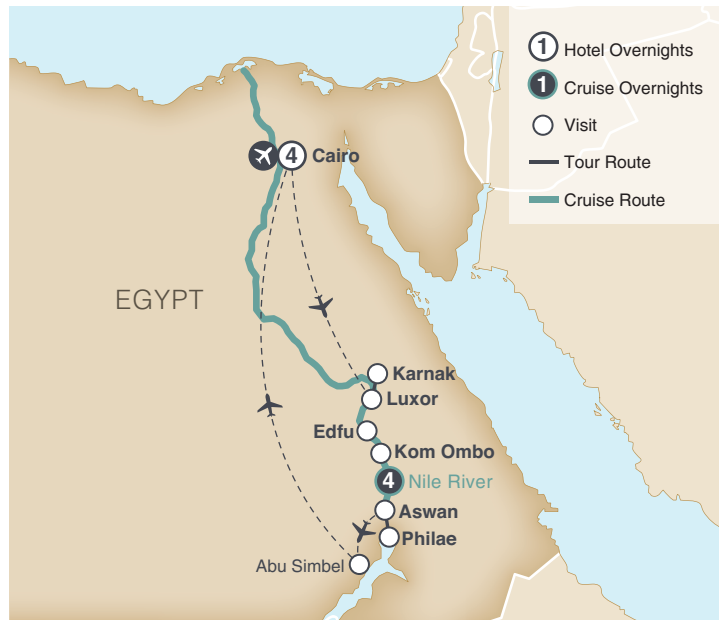 1 Hotel Overnights
1 Cruise Overnights
Visit
Tour Route
Cruise Route
4 Cairo
EGYPT
Karnak
Luxor
Edfu
Kom Ombo
4 Nile River
Aswan
Philae
Abu Simbel